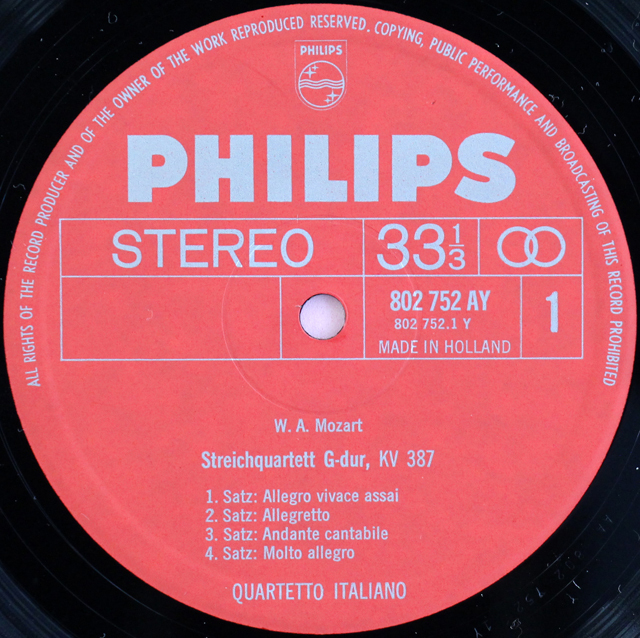 ALL RIGHTS OF THE RECORD PRODUCER AND OF THE OWNER OF THE WORK REPRODUCED RESERVED. COPYING, PUBLIC PERFORMANCE AND BROADCASTING OF THIS RECORD PROHIBITED
PHILIPS
PHILIPS
STEREO 33 1/3
802 752 AY
802 752.1 Y
1
MADE IN HOLLAND
W. A. Mozart
Streichquartett G-dur, KV 387
1. Satz: Allegro vivace assai
2. Satz: Allegretto
3. Satz: Andante cantabile
4. Satz: Molto allegro
QUARTETTO ITALIANO